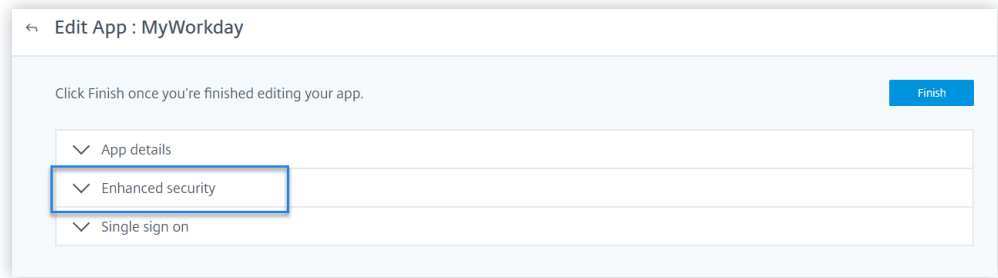 Edit App : MyWorkday
Click Finish once you're finished editing your app.
Finish
App details
Enhanced security
Single sign on